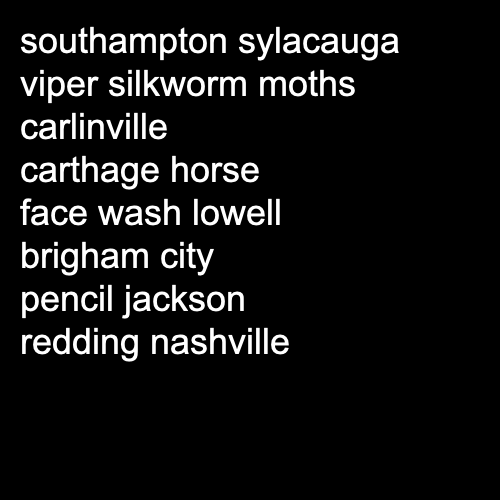 southampton sylacauga
viper silkworm moths
carlinville
carthage horse
face wash lowell
brigham city
pencil jackson
redding nashville